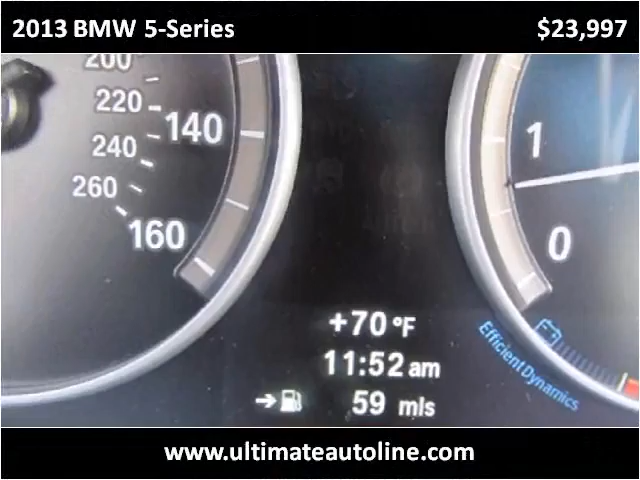 2013 BMW 5-Series
$23,997
200
220
140
240
260
160
1
0
+70 °F
11:52 am
59 mls
Efficient Dynamics
www.ultimateautoline.com